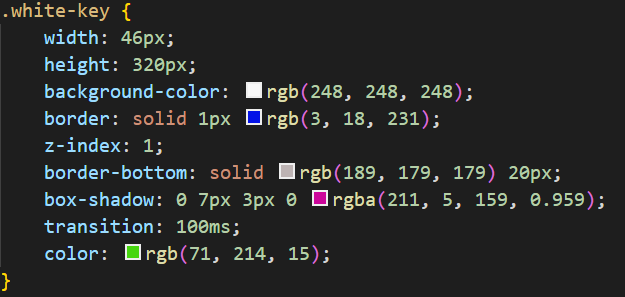 .white-key {
    width: 46px;
    height: 320px;
    background-color: rgb(248, 248, 248);
    border: solid 1px rgb(3, 18, 231);
    z-index: 1;
    border-bottom: solid rgb(189, 179, 179) 20px;
    box-shadow: 0 7px 3px 0 rgba(211, 5, 159, 0.959);
    transition: 100ms;
    color: rgb(71, 214, 15);
}